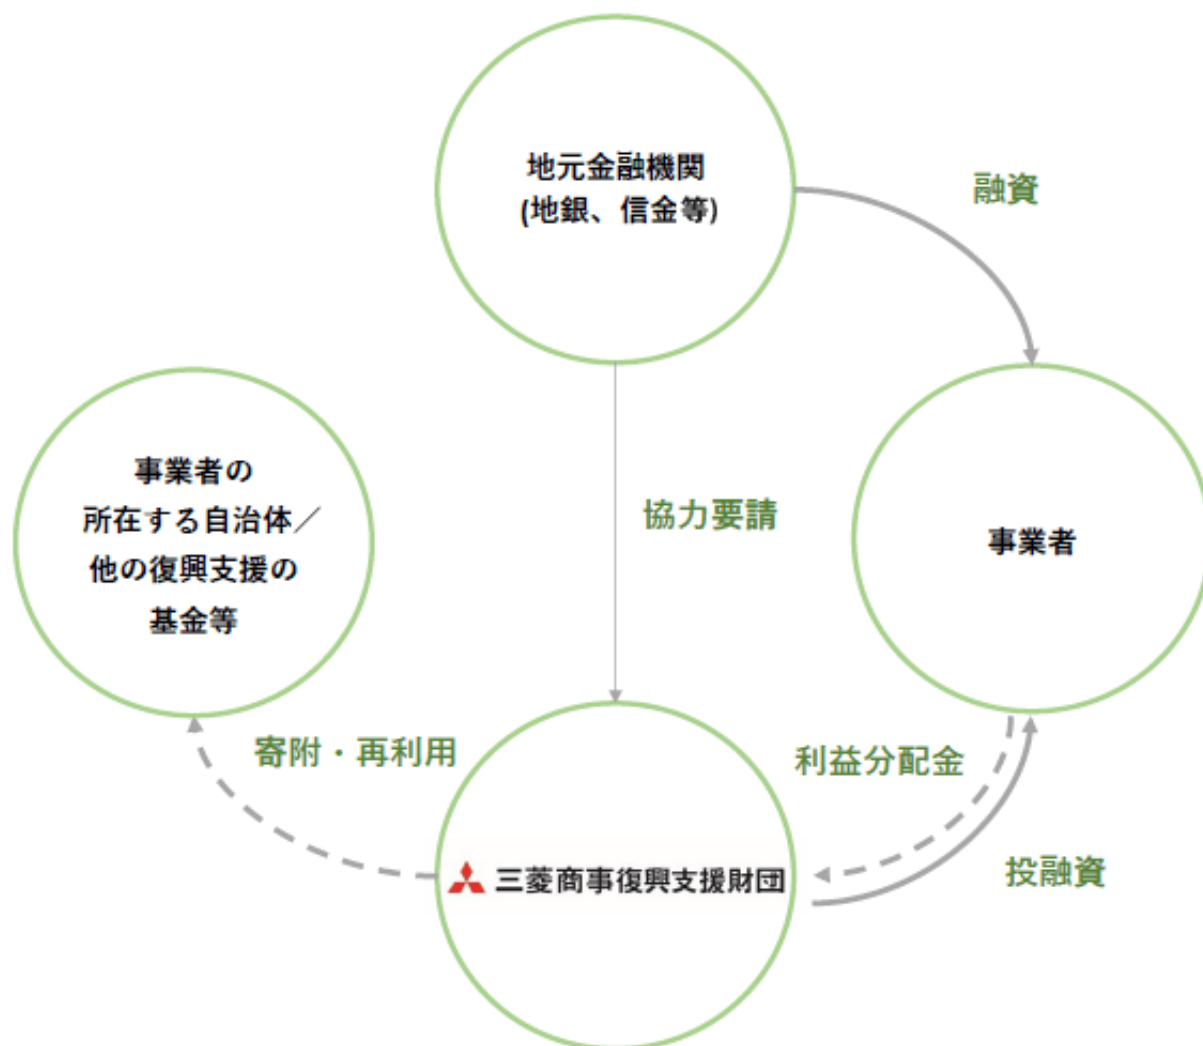 地元金融機関
(地銀、信金等)
融資
事業者の
所在する自治体／
他の復興支援の
基金等
協力要請
事業者
寄附・再利用
利益分配金
三菱商事復興支援財団
投融資